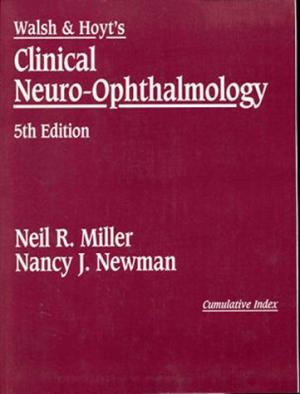 Walsh & Hoyt's
Clinical
Neuro-Ophthalmology
5th Edition
Neil R. Miller
Nancy J. Newman
Cumulative Index